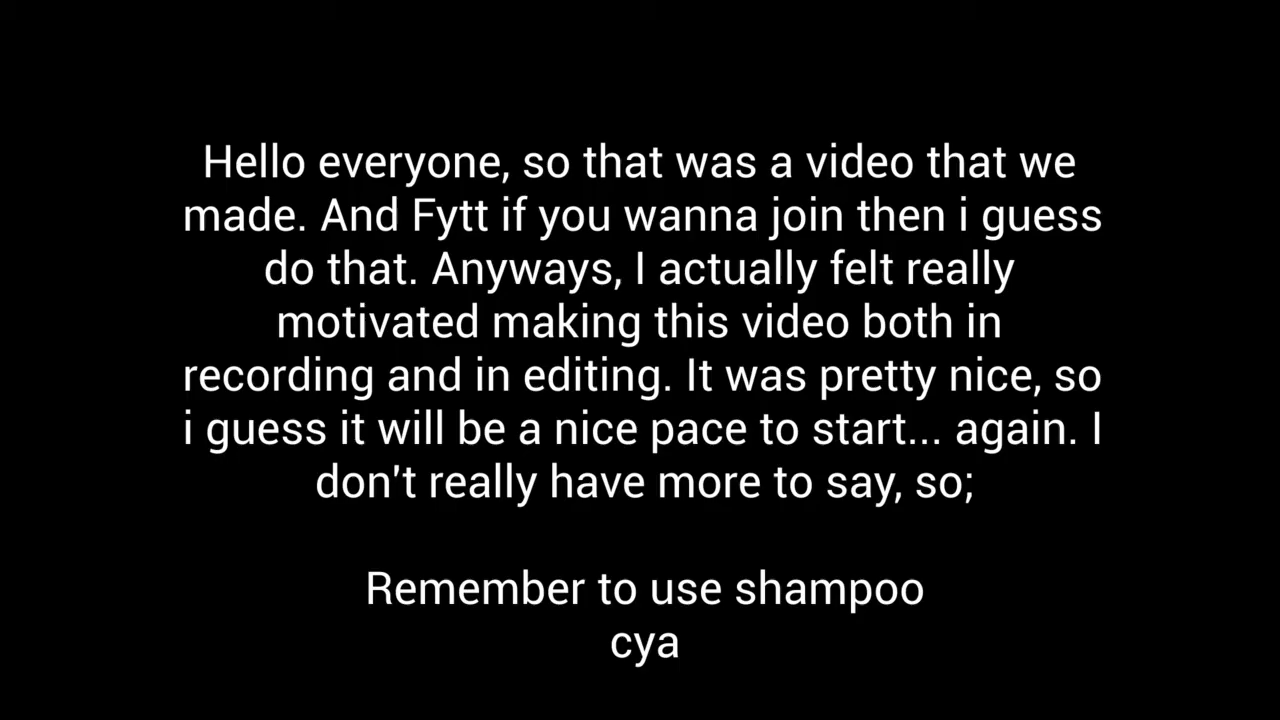 Hello everyone, so that was a video that we
made. And Fytt if you wanna join then i guess
do that. Anyways, I actually felt really
motivated making this video both in
recording and in editing. It was pretty nice, so
i guess it will be a nice pace to start... again. I
don't really have more to say, so;
Remember to use shampoo
cya